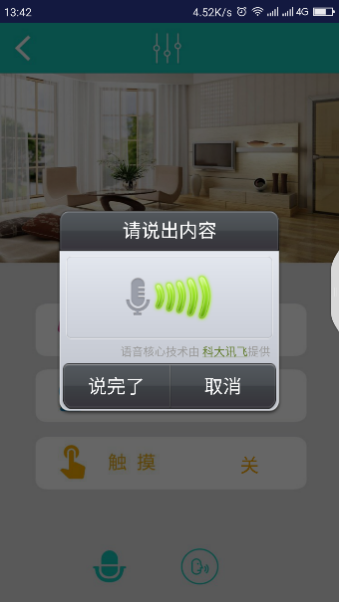 13:42
4.52K/s
4G
请说出内容
语音核心技术由 科大讯飞提供
说完了
取消
触 摸
关